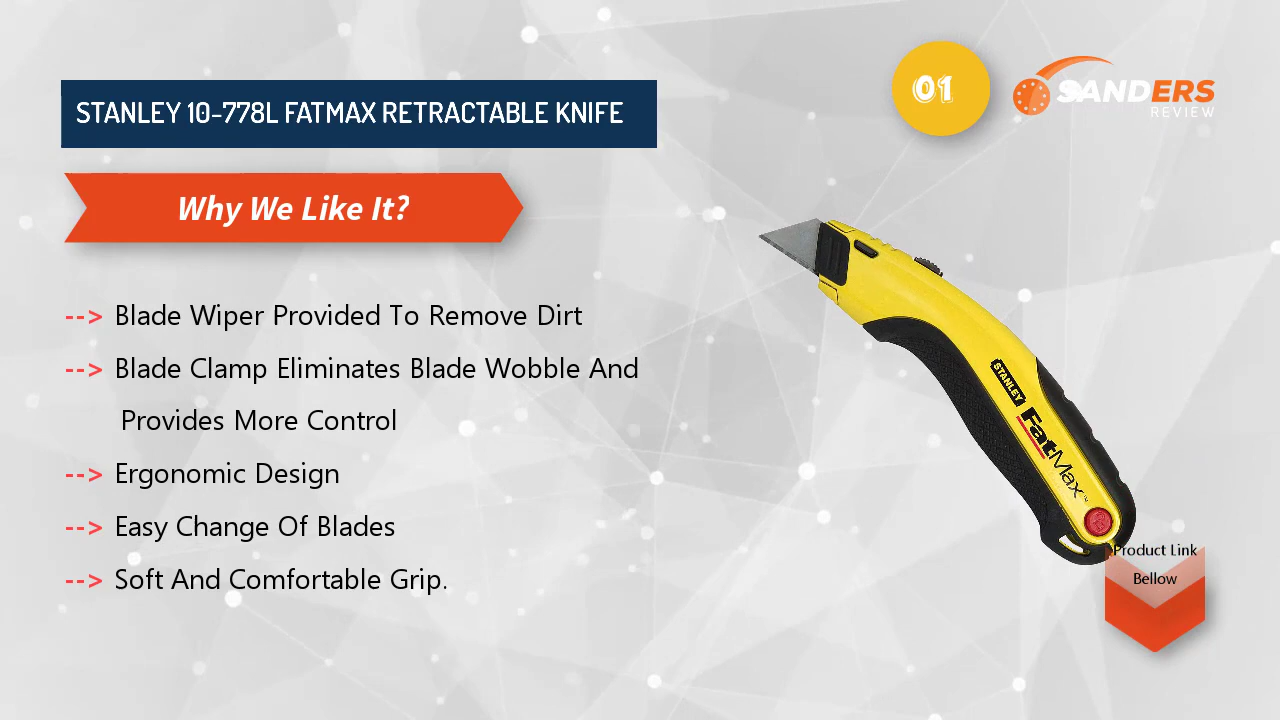 STANLEY 10-778L FATMAX RETRACTABLE KNIFE
01
SANDERS
REVIEW
Why We Like It?
--> Blade Wiper Provided To Remove Dirt
--> Blade Clamp Eliminates Blade Wobble And
Provides More Control
--> Ergonomic Design
--> Easy Change Of Blades
--> Soft And Comfortable Grip.
STANLEY
FatMax™
Product Link
Bellow